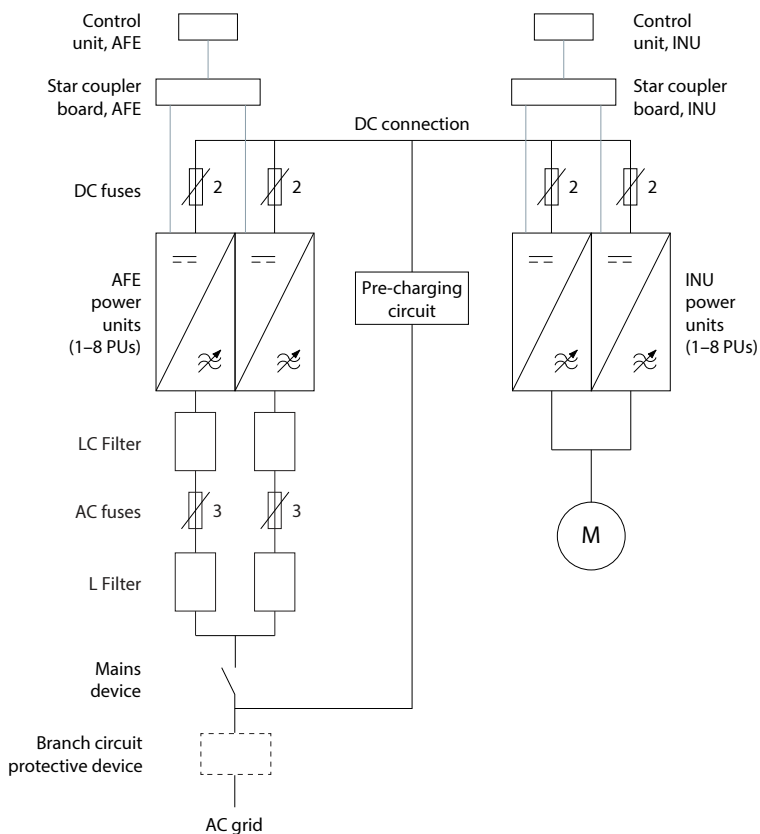 Control
unit, AFE
Control
unit, INU
Star coupler
board, AFE
Star coupler
board, INU
DC connection
DC fuses
2
2
2
2
AFE
power
units
(1–8 PUs)
Pre-charging
circuit
INU
power
units
(1–8 PUs)
LC Filter
AC fuses
3
3
M
L Filter
Mains
device
Branch circuit
protective device
AC grid